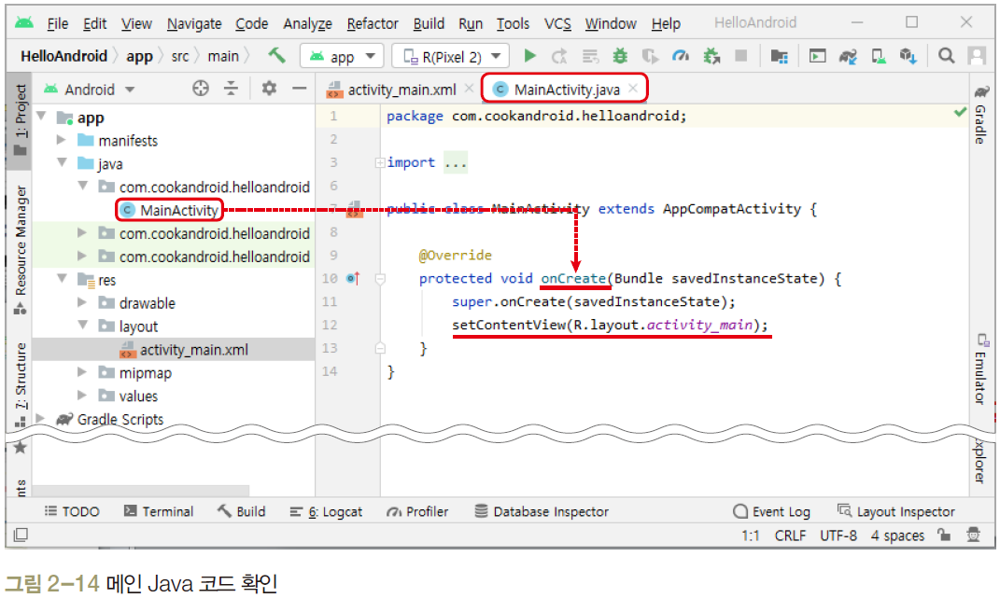 File Edit View Navigate Code Analyze Refactor Build Run Tools VCS Window Help HelloAndroid
HelloAndroid app src main app R(Pixel 2)
1: Project
Resource Manager
7: Structure
Android
app
manifests
java
com.cookandroid.helloandroid
MainActivity
com.cookandroid.helloandroid
com.cookandroid.helloandroid
res
drawable
layout
activity_main.xml
mipmap
values
Gradle Scripts
activity_main.xml MainActivity.java
1 package com.cookandroid.helloandroid;
2
3 import ...
6
7 public class MainActivity extends AppCompatActivity {
8
9 @Override
10 protected void onCreate(Bundle savedInstanceState) {
11 super.onCreate(savedInstanceState);
12 setContentView(R.layout.activity_main);
13 }
14 }
Gradle
Emulator
TODO Terminal Build 6: Logcat Profiler Database Inspector Event Log Layout Inspector
1:1 CRLF UTF-8 4 spaces
그림 2-14 메인 Java 코드 확인